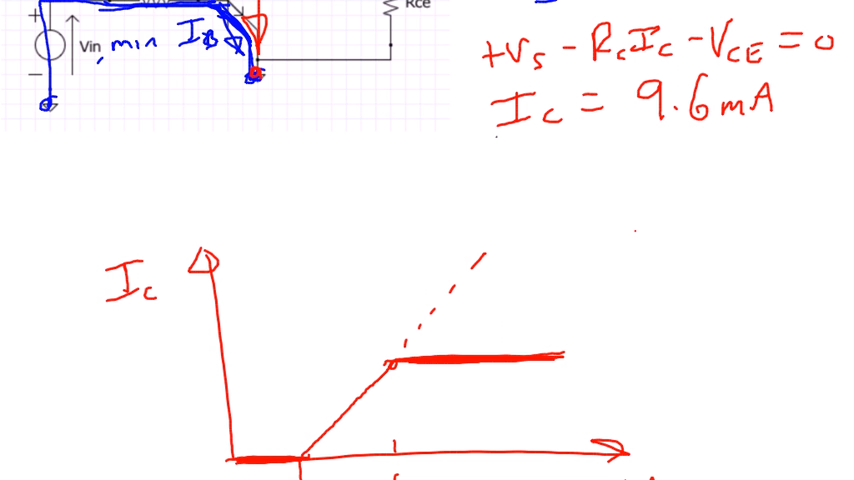 Rce
+
Vin
, min
I_B
−
+V_S − R_C I_C − V_CE = 0
I_C = 9.6mA
I_C